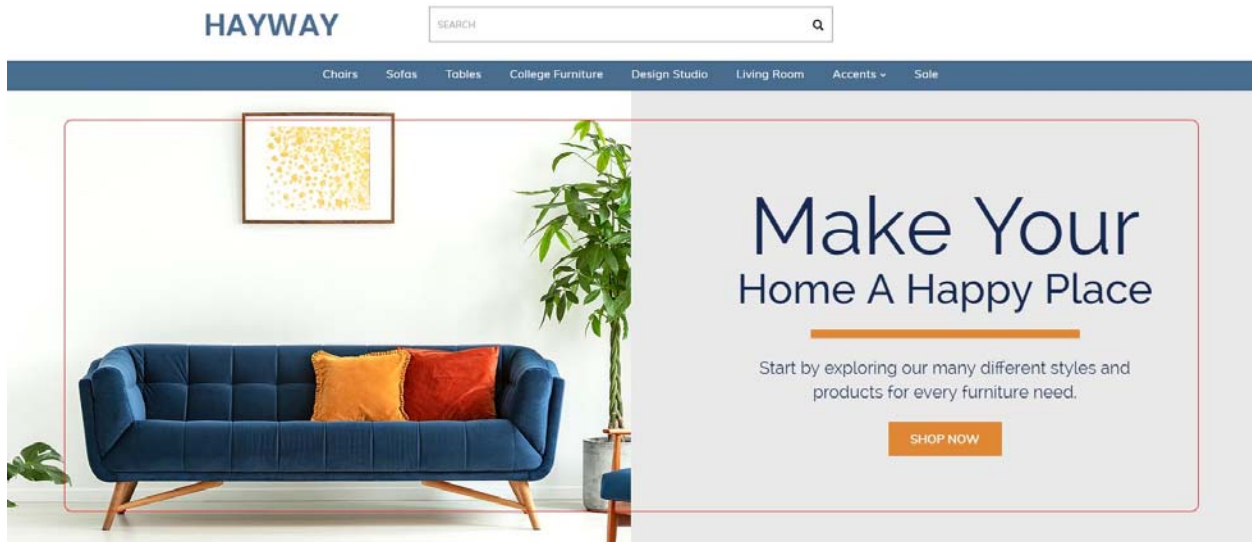 HAYWAY
SEARCH
Chairs Sofas Tables College Furniture Design Studio Living Room Accents Sale
Make Your
Home A Happy Place
Start by exploring our many different styles and
products for every furniture need.
SHOP NOW